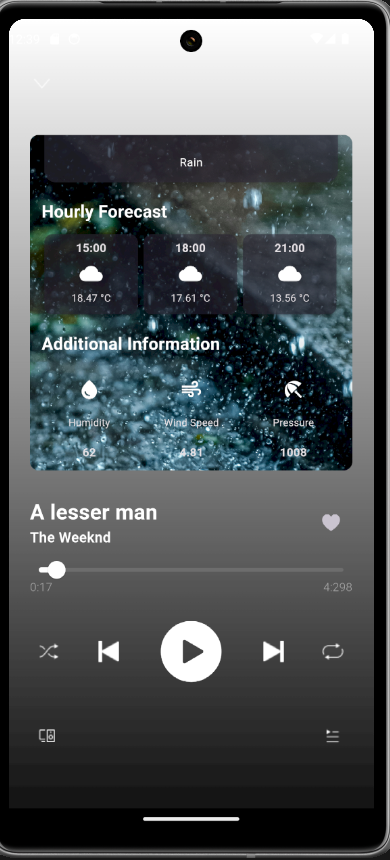 Rain
Hourly Forecast
15:00 18:00 21:00
18.47 °C 17.61 °C 13.56 °C
Additional Information
Humidity Wind Speed Pressure
62 4.81 1008
A lesser man
The Weeknd
0:17 4:298